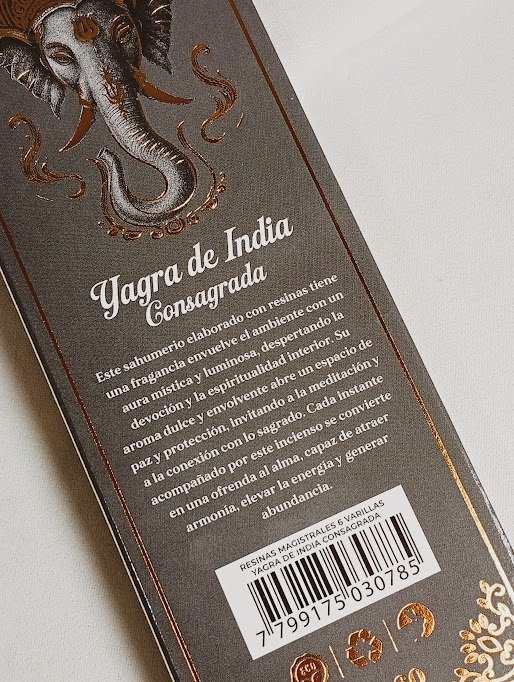 Yagra de India
Consagrada
Este sahumerio elaborado con resinas tiene
una fragancia envuelve el ambiente con un
aura mística y luminosa, despertando la
devoción y la espiritualidad interior. Su
aroma dulce y envolvente abre un espacio de
paz y protección, invitando a la meditación y
a la conexión con lo sagrado. Cada instante
acompañado por este incienso se convierte
en una ofrenda al alma, capaz de atraer
armonía, elevar la energía y generar
abundancia.
RESINAS MAGISTRALES 6 VARILLAS
YAGRA DE INDIA CONSAGRADA
7 799175 030785
ECO